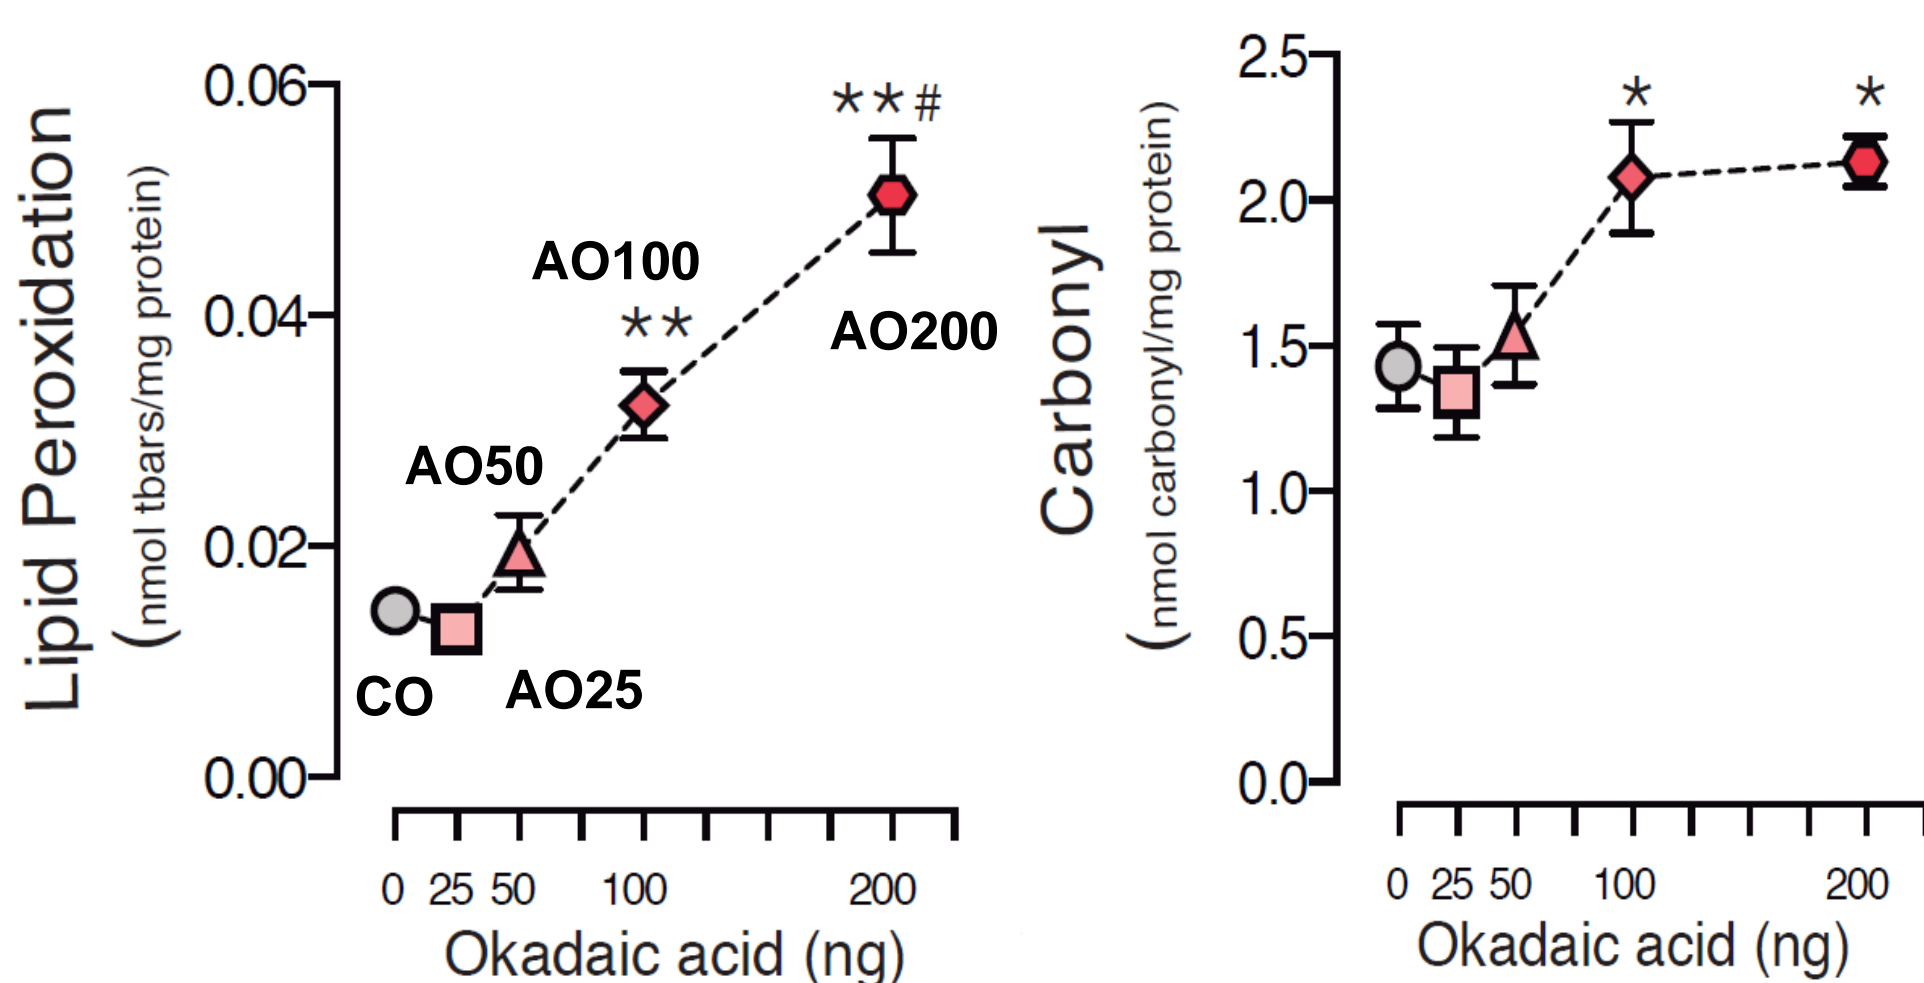 Lipid Peroxidation
(nmol tbars/mg protein)
0.06
0.04
0.02
0.00
**#
AO100
**
AO200
AO50
CO
AO25
0 25 50 100 200
Okadaic acid (ng)
Carbonyl
(nmol carbonyl/mg protein)
2.5
2.0
1.5
1.0
0.5
0.0
*
*
0 25 50 100 200
Okadaic acid (ng)